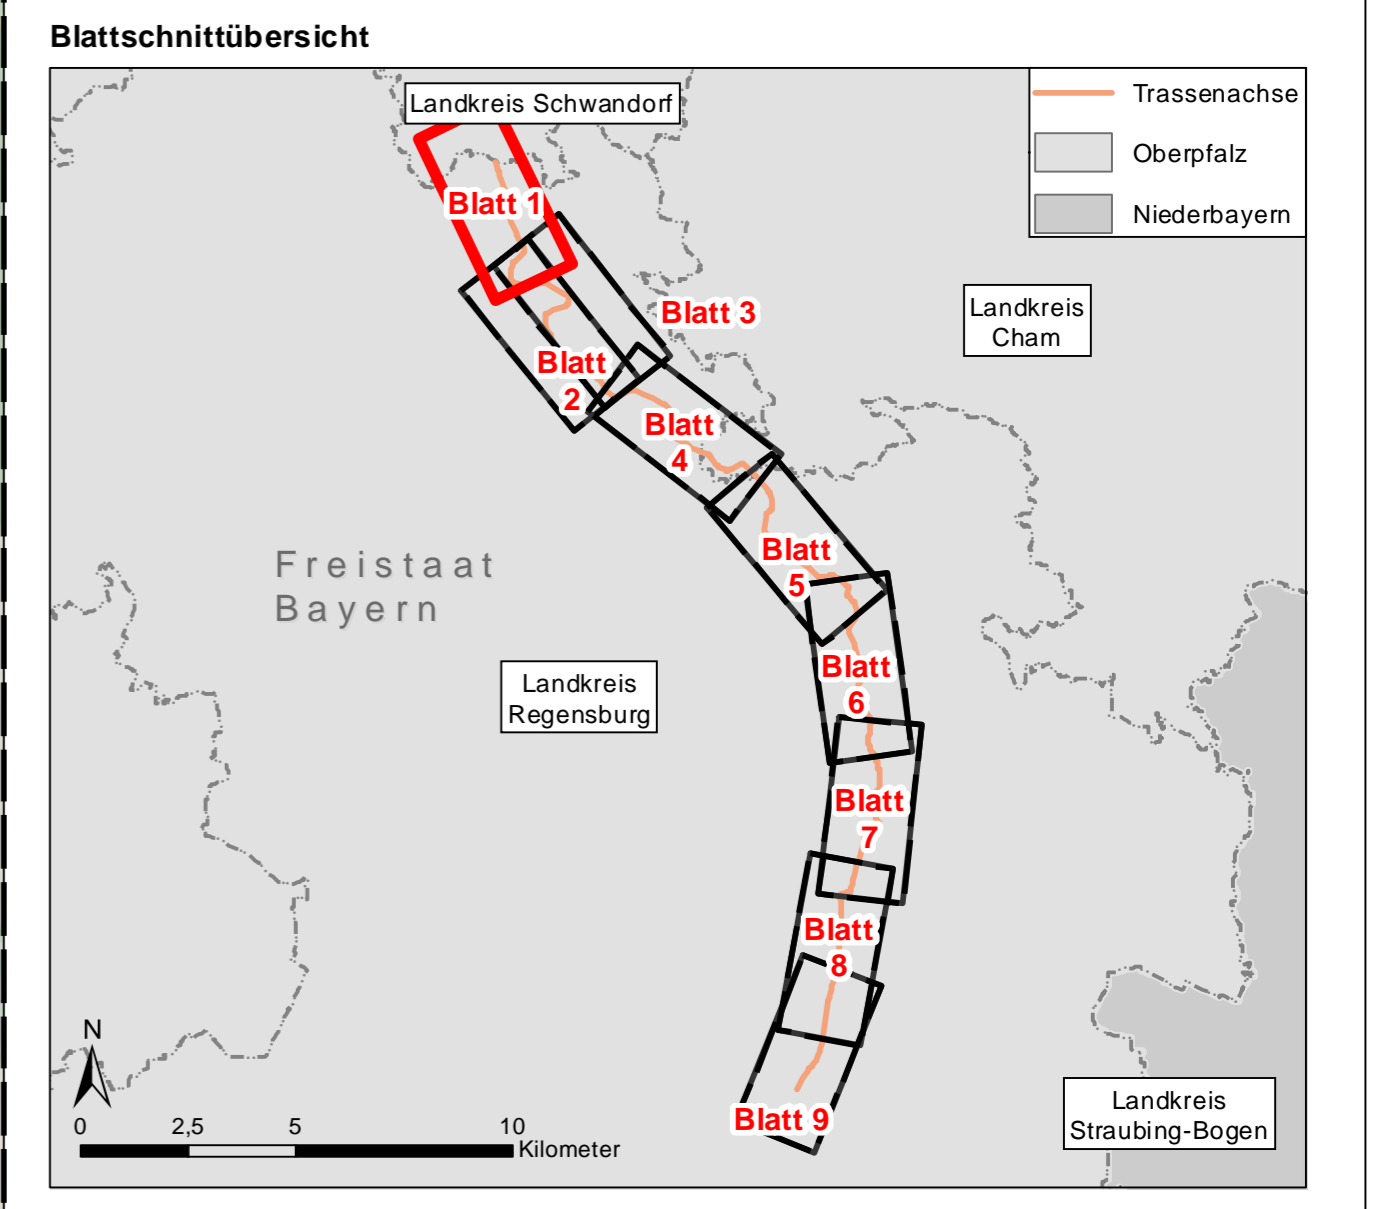 Blattschnittübersicht
Landkreis Schwandorf
Trassenachse
Oberpfalz
Niederbayern
Blatt 1
Landkreis
Cham
Blatt 3
Blatt
2
Blatt
4
Freistaat
Bayern
Blatt
5
Landkreis
Regensburg
Blatt
6
Blatt
7
Blatt
8
N
Landkreis
Straubing-Bogen
Blatt 9
0 2,5 5 10
Kilometer